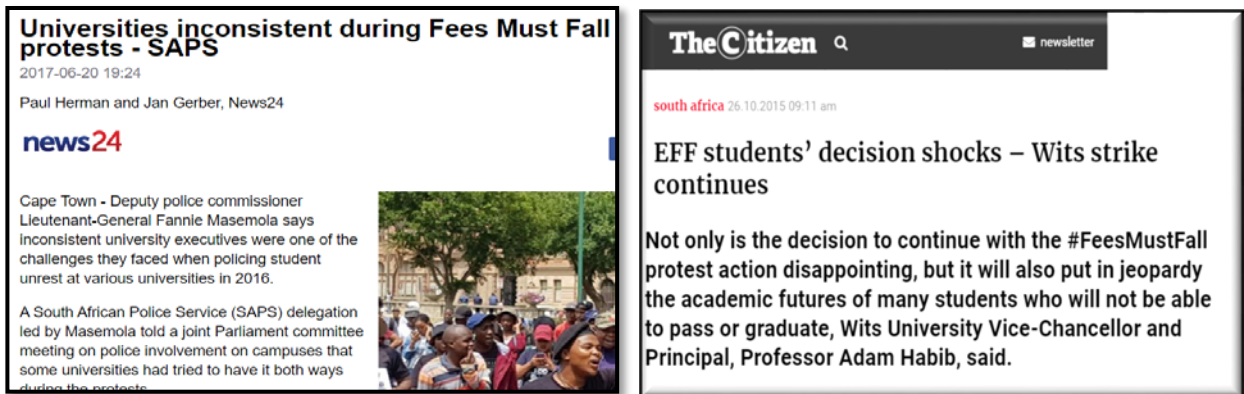 Universities inconsistent during Fees Must Fall
protests - SAPS
2017-06-20 19:24
Paul Herman and Jan Gerber, News24
news24
Cape Town - Deputy police commissioner
Lieutenant-General Fannie Masemola says
inconsistent university executives were one of the
challenges they faced when policing student
unrest at various universities in 2016.
A South African Police Service (SAPS) delegation
led by Masemola told a joint Parliament committee
meeting on police involvement on campuses that
some universities had tried to have it both ways
during the protests
The Citizen
newsletter
south africa 26.10.2015 09:11 am
EFF students’ decision shocks – Wits strike
continues
Not only is the decision to continue with the #FeesMustFall
protest action disappointing, but it will also put in jeopardy
the academic futures of many students who will not be able
to pass or graduate, Wits University Vice-Chancellor and
Principal, Professor Adam Habib, said.